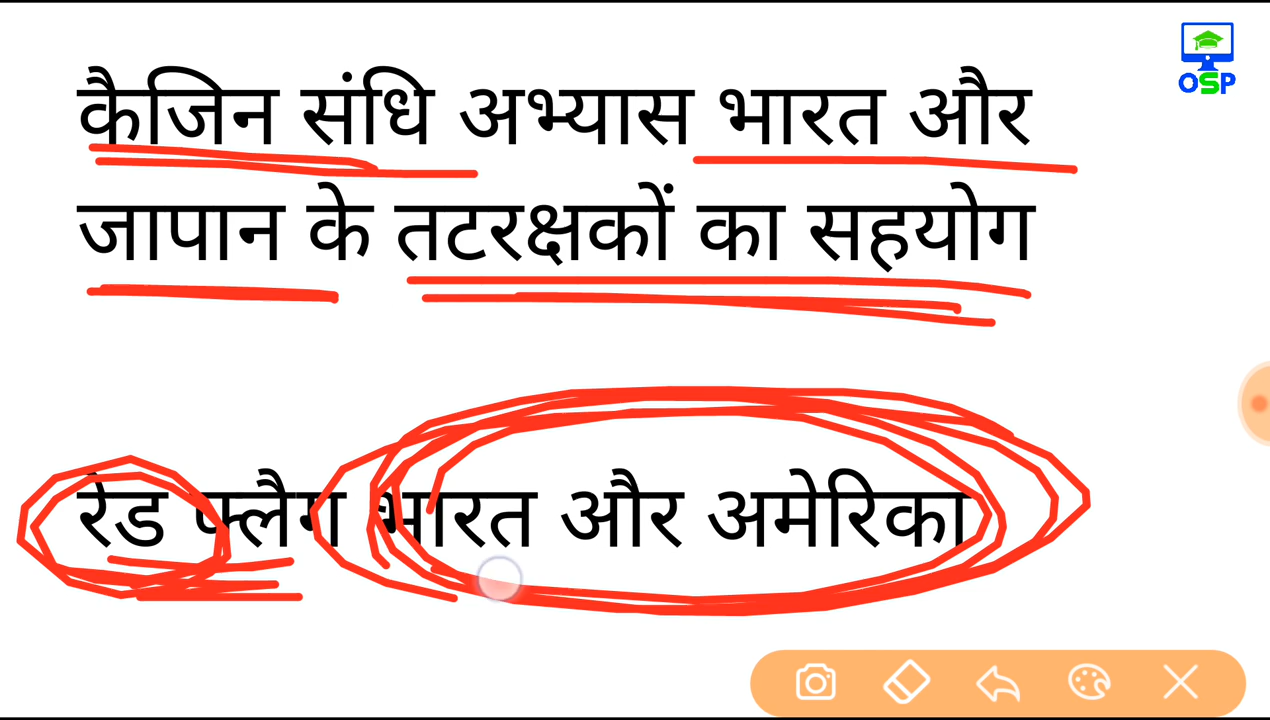 OSP
कैजिन संधि अभ्यास भारत और
जापान के तटरक्षकों का सहयोग
रेड फ्लैग भारत और अमेरिका